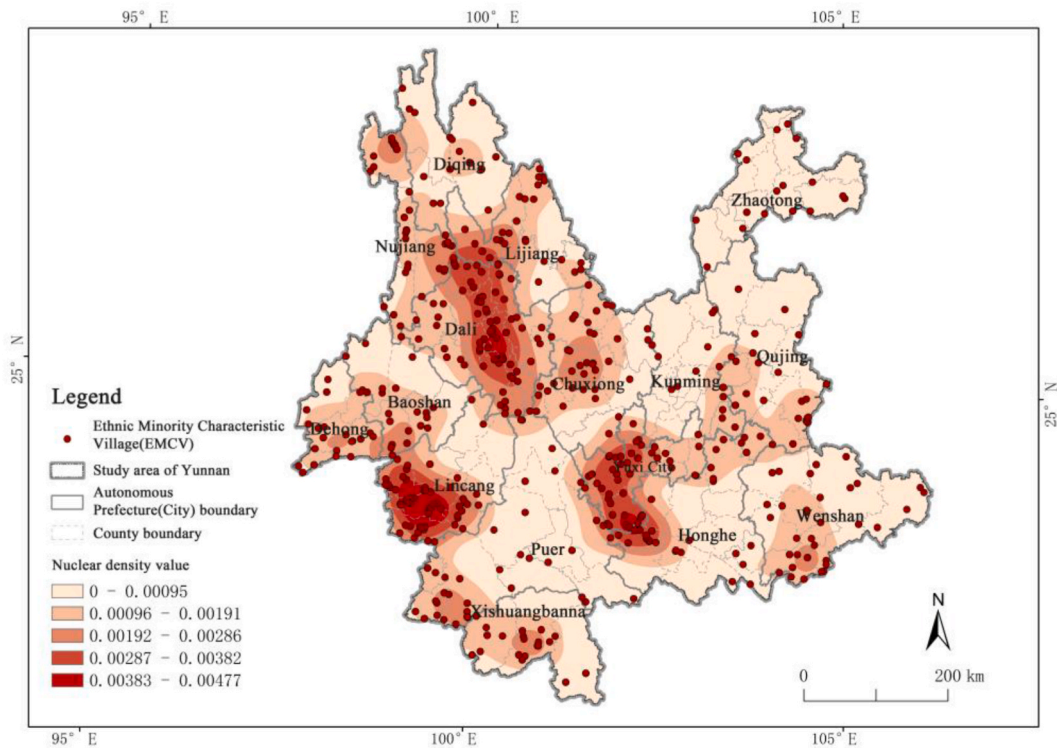 95° E 100° E 105° E
Diqing
Zhaotong
Nujiang
Lijiang
Dali
25° N
Qujing
Chuxiong
Kunming
25° N
Legend
Baoshan
Ethnic Minority Characteristic
Village(EMCV)
Dehong
Study area of Yunnan
Yuxi City
Autonomous
Prefecture(City) boundary
Lincang
County boundary
Wenshan
Honghe
Puer
Nuclear density value
0 - 0.00095
0.00096 - 0.00191
0.00192 - 0.00286
0.00287 - 0.00382
0.00383 - 0.00477
Xishuangbanna
N
0 200 km
95° E 100° E 105° E